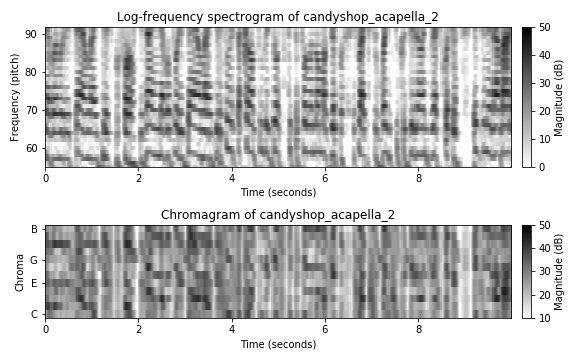 Log-frequency spectrogram of candyshop_acapella_2
Frequency (pitch)
90
80
70
60
0 2 4 6 8
Time (seconds)
50
40
30
20
10
0
Magnitude (dB)
Chromagram of candyshop_acapella_2
Chroma
B
G
E
C
0 2 4 6 8
Time (seconds)
50
40
30
20
10
Magnitude (dB)